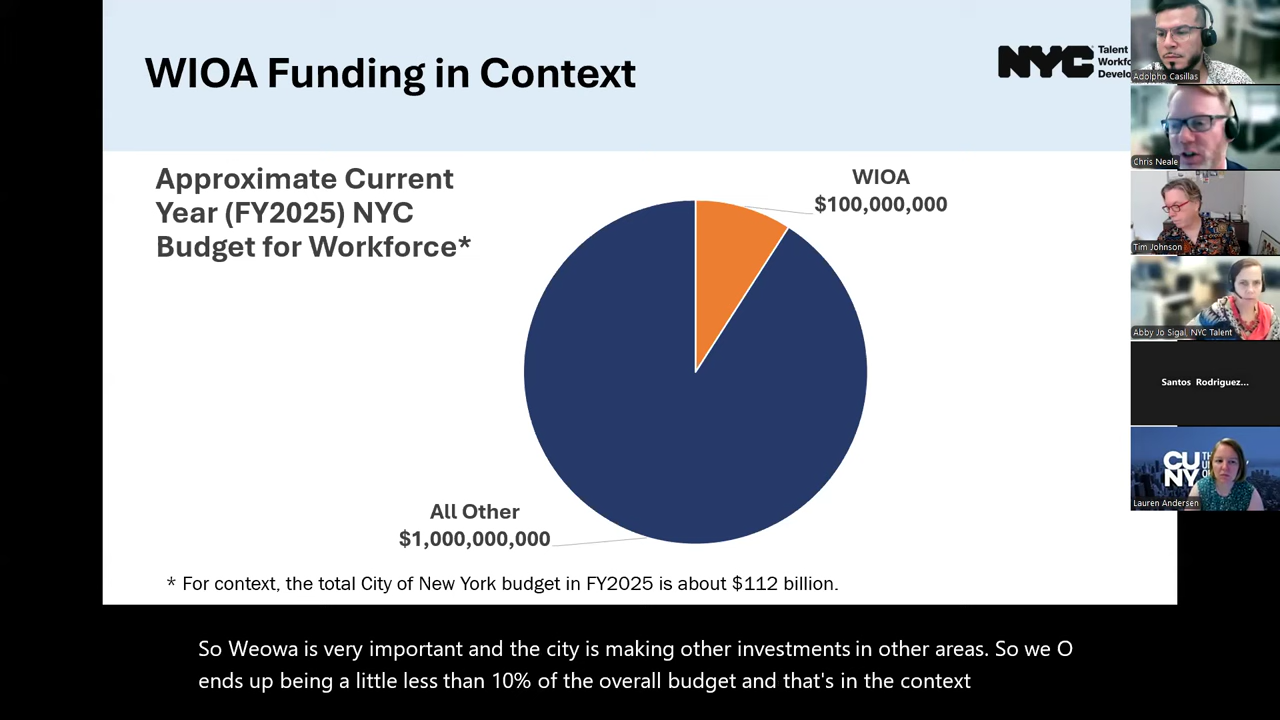 WIOA Funding in Context
NYC
Talent
Workfo
Develo
Approximate Current
Year (FY2025) NYC
Budget for Workforce*
WIOA
$100,000,000
All Other
$1,000,000,000
* For context, the total City of New York budget in FY2025 is about $112 billion.
Adolpho Casillas
Chris Neale
Tim Johnson
Abby Jo Sigal, NYC Talent
Santos Rodriguez...
CU
NY
Lauren Andersen
So Weowa is very important and the city is making other investments in other areas. So we O
ends up being a little less than 10% of the overall budget and that's in the context